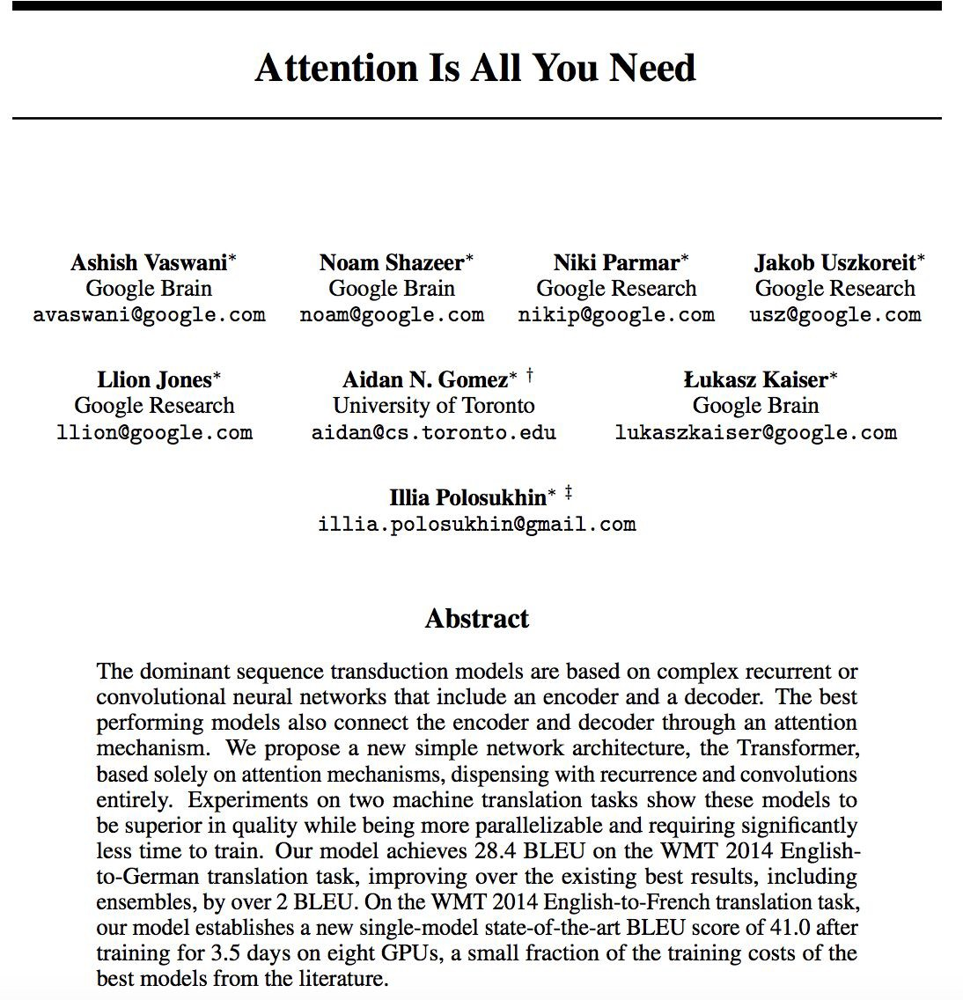 Attention Is All You Need
Ashish Vaswani* Noam Shazeer* Niki Parmar* Jakob Uszkoreit*
Google Brain Google Brain Google Research Google Research
avaswani@google.com noam@google.com nikip@google.com usz@google.com
Llion Jones* Aidan N. Gomez* † Łukasz Kaiser*
Google Research University of Toronto Google Brain
llion@google.com aidan@cs.toronto.edu lukaszkaiser@google.com
Illia Polosukhin* ‡
illia.polosukhin@gmail.com
Abstract
The dominant sequence transduction models are based on complex recurrent or
convolutional neural networks that include an encoder and a decoder. The best
performing models also connect the encoder and decoder through an attention
mechanism. We propose a new simple network architecture, the Transformer,
based solely on attention mechanisms, dispensing with recurrence and convolutions
entirely. Experiments on two machine translation tasks show these models to
be superior in quality while being more parallelizable and requiring significantly
less time to train. Our model achieves 28.4 BLEU on the WMT 2014 English-
to-German translation task, improving over the existing best results, including
ensembles, by over 2 BLEU. On the WMT 2014 English-to-French translation task,
our model establishes a new single-model state-of-the-art BLEU score of 41.0 after
training for 3.5 days on eight GPUs, a small fraction of the training costs of the
best models from the literature.